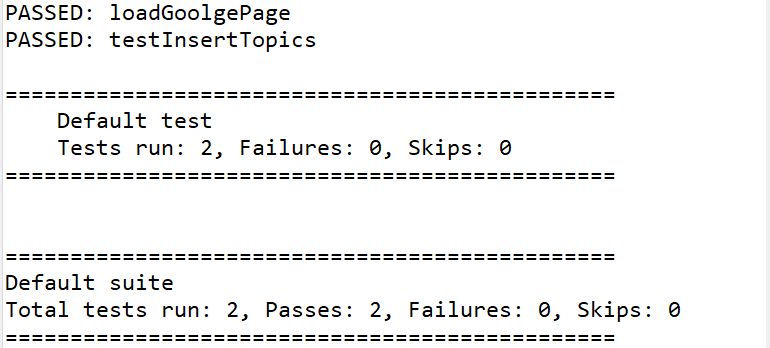 PASSED: loadGoolgePage
PASSED: testInsertTopics
===============================================
Default test
Tests run: 2, Failures: 0, Skips: 0
===============================================
===============================================
Default suite
Total tests run: 2, Passes: 2, Failures: 0, Skips: 0
===============================================